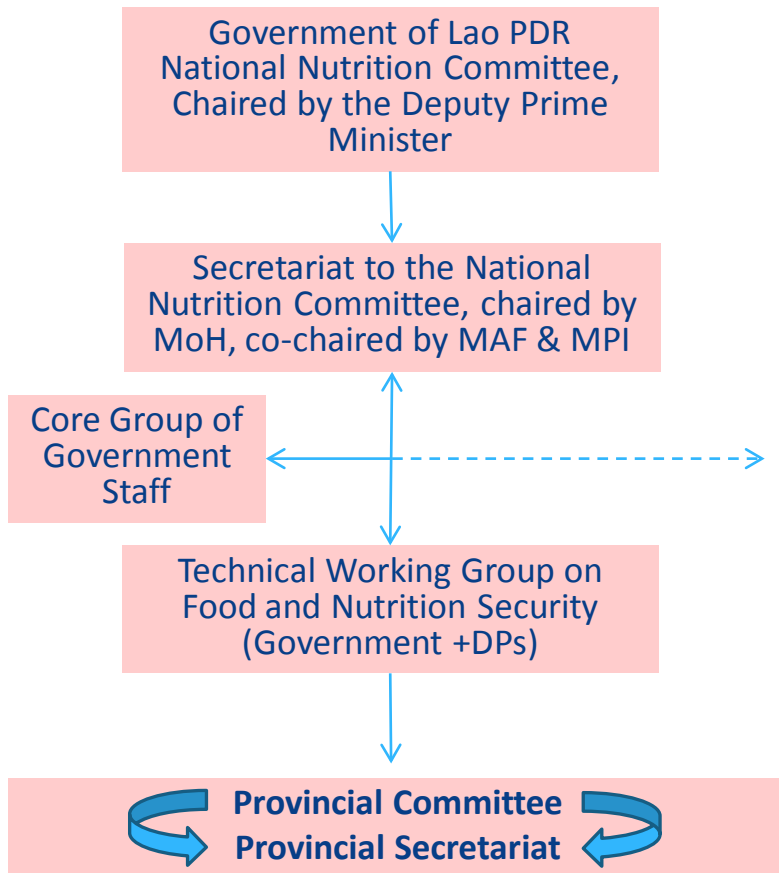 Government of Lao PDR
National Nutrition Committee,
Chaired by the Deputy Prime
Minister
Secretariat to the National
Nutrition Committee, chaired by
MoH, co-chaired by MAF & MPI
Core Group of
Government
Staff
Technical Working Group on
Food and Nutrition Security
(Government +DPs)
Provincial Committee
Provincial Secretariat